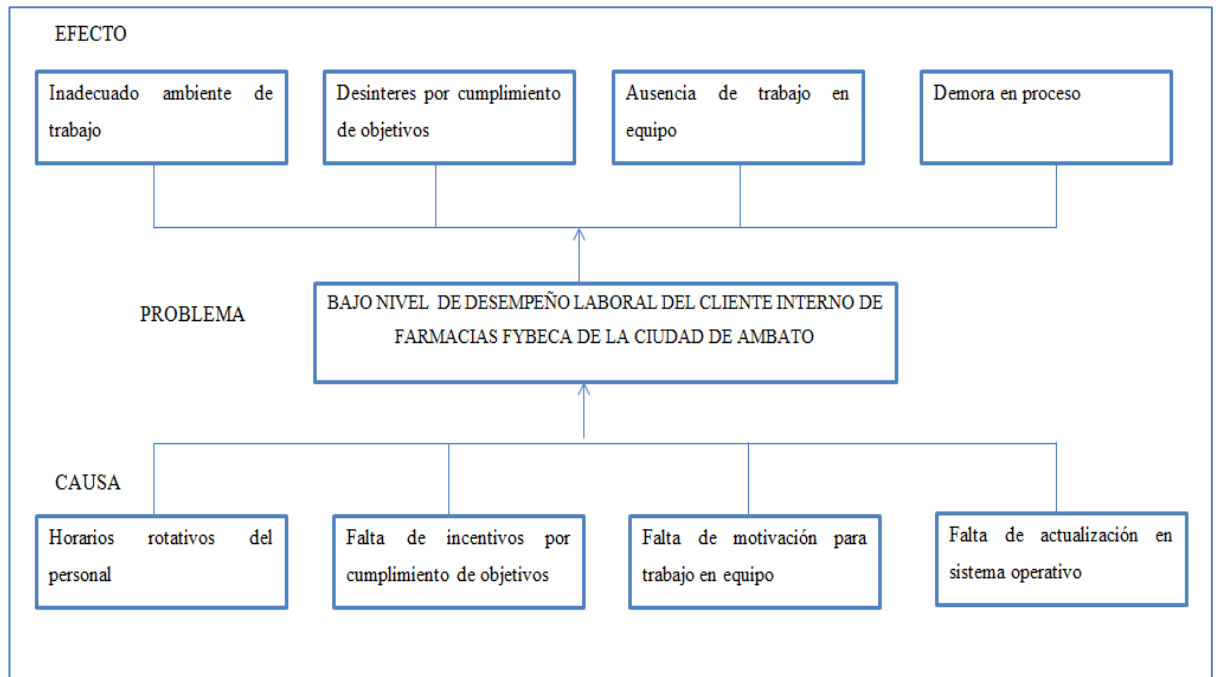 EFECTO
Inadecuado ambiente de
trabajo
Desinteres por cumplimiento
de objetivos
Ausencia de trabajo en
equipo
Demora en proceso
PROBLEMA
BAJO NIVEL DE DESEMPEÑO LABORAL DEL CLIENTE INTERNO DE
FARMACIAS FYBECA DE LA CIUDAD DE AMBATO
CAUSA
Horarios rotativos del
personal
Falta de incentivos por
cumplimiento de objetivos
Falta de motivación para
trabajo en equipo
Falta de actualización en
sistema operativo